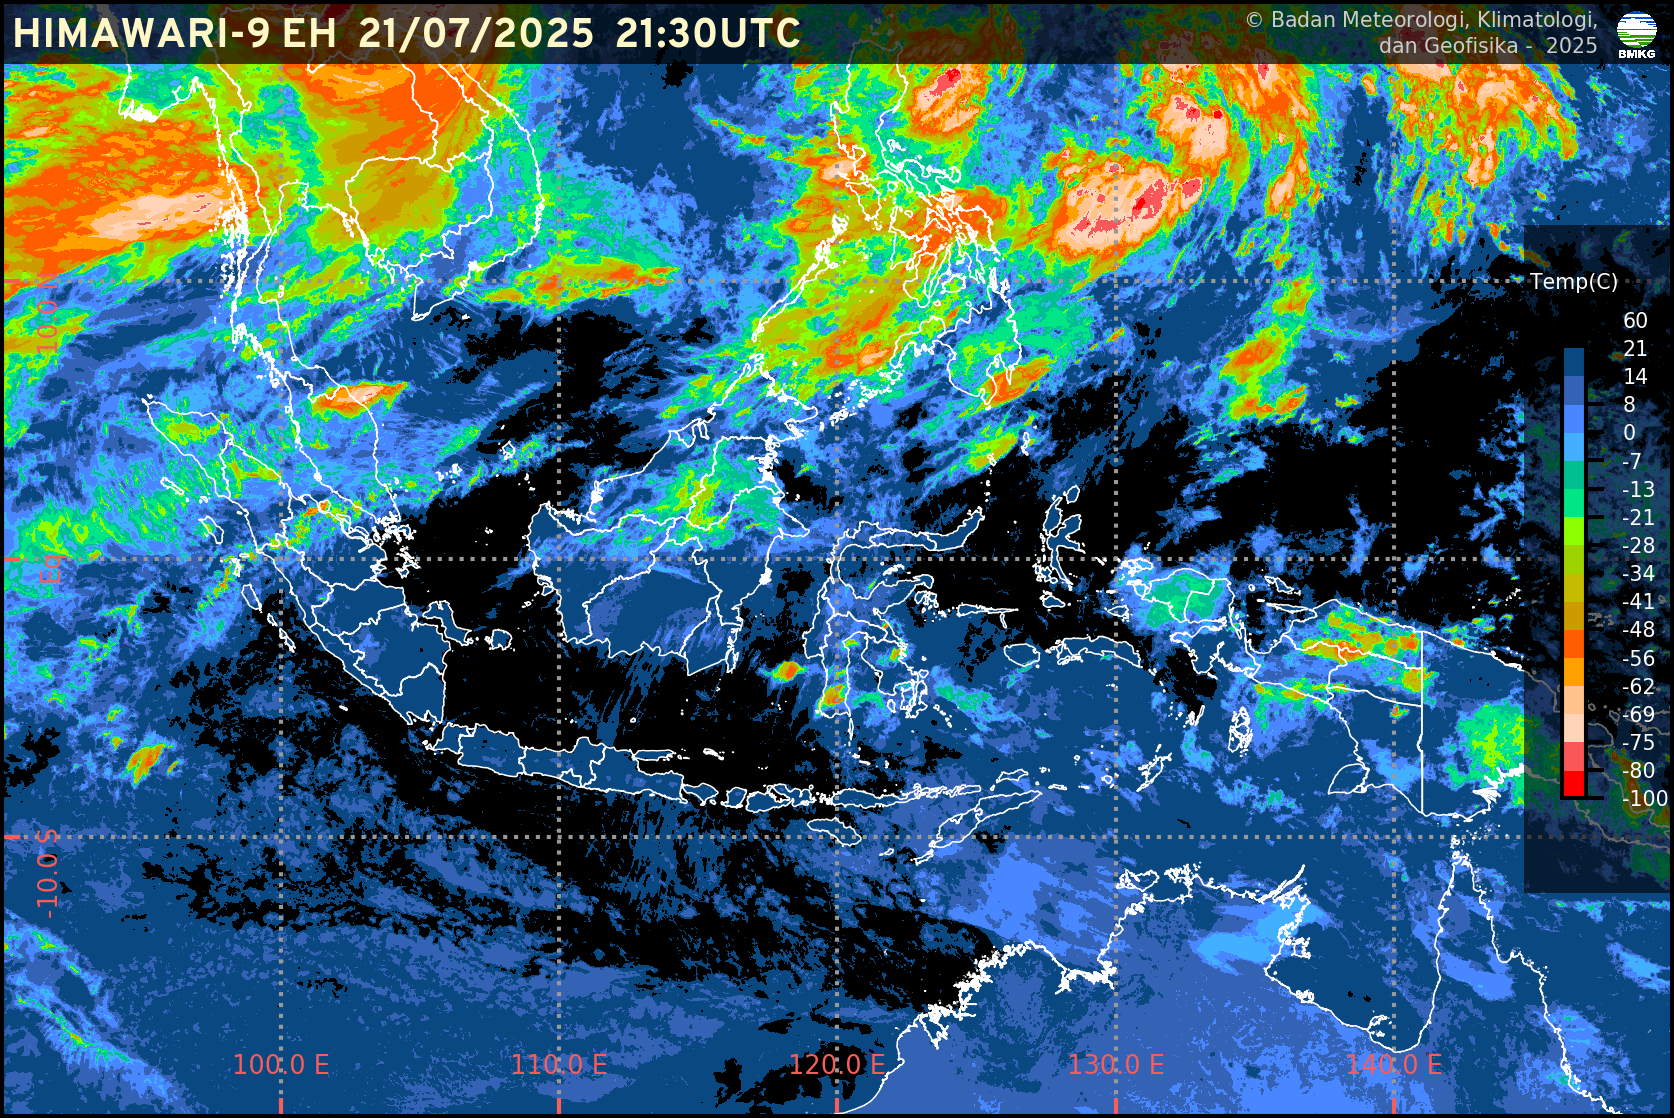 HIMAWARI-9 EH 21/07/2025 21:30UTC
© Badan Meteorologi, Klimatologi,
dan Geofisika - 2025
BMKG
Temp(C)
60
21
14
8
0
-7
-13
-21
-28
-34
-41
-48
-56
-62
-69
-75
-80
-100
10.0 N
Eq
-10.0 S
100.0 E
110.0 E
120.0 E
130.0 E
140.0 E